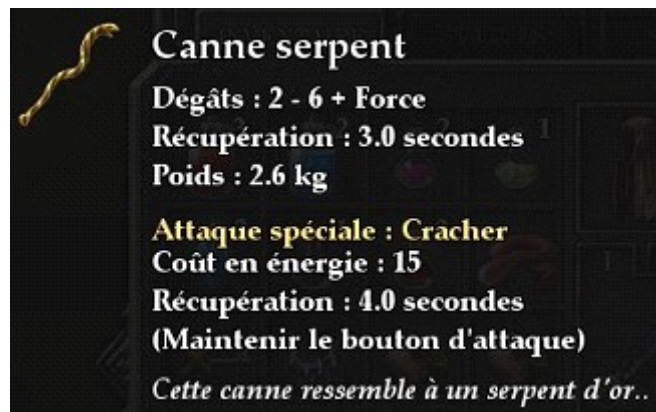 Canne serpent
Dégâts : 2 - 6 + Force
Récupération : 3.0 secondes
Poids : 2.6 kg
Attaque spéciale : Cracher
Coût en énergie : 15
Récupération : 4.0 secondes
(Maintenir le bouton d'attaque)
Cette canne ressemble à un serpent d'or..